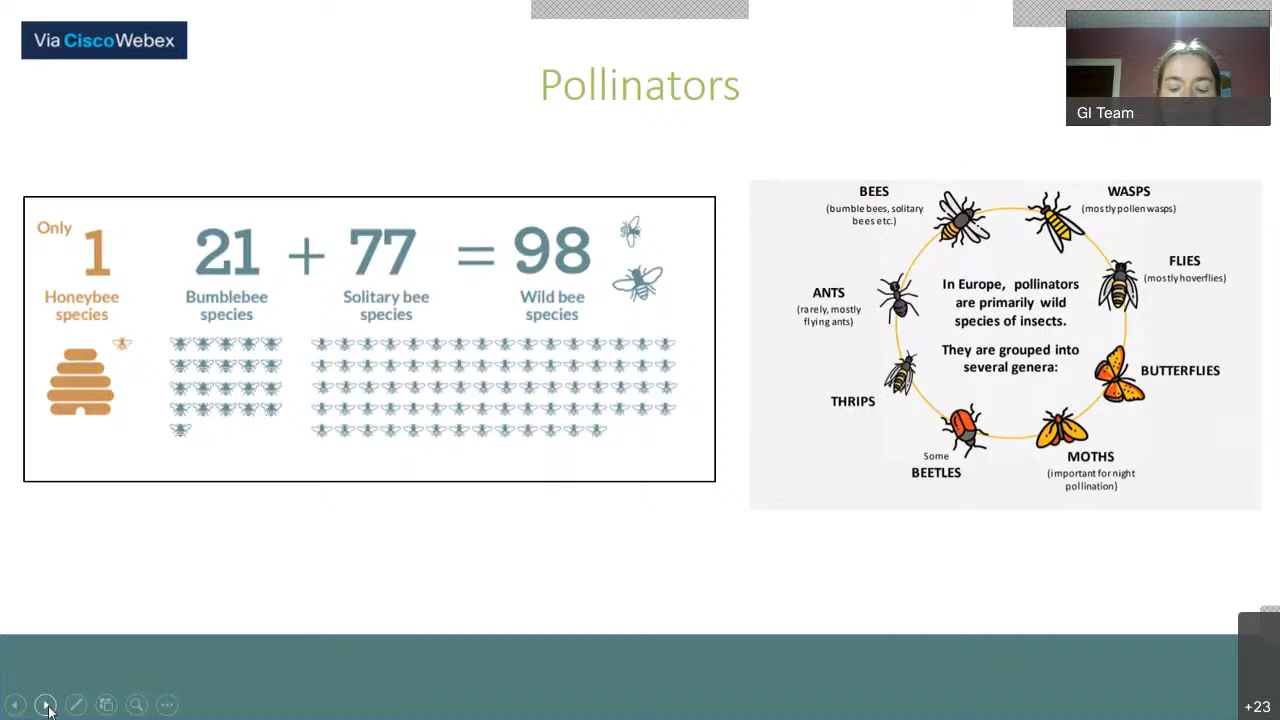 Via Cisco Webex
Pollinators
GI Team
Only
1
21 + 77 = 98
Honeybee
species
Bumblebee
species
Solitary bee
species
Wild bee
species
BEES
(bumble bees, solitary
bees etc.)
WASPS
(mostly pollen wasps)
FLIES
(mostly hoverflies)
ANTS
(rarely, mostly
flying ants)
In Europe, pollinators
are primarily wild
species of insects.
They are grouped into
several genera:
BUTTERFLIES
THRIPS
Some
BEETLES
MOTHS
(important for night
pollination)
+23